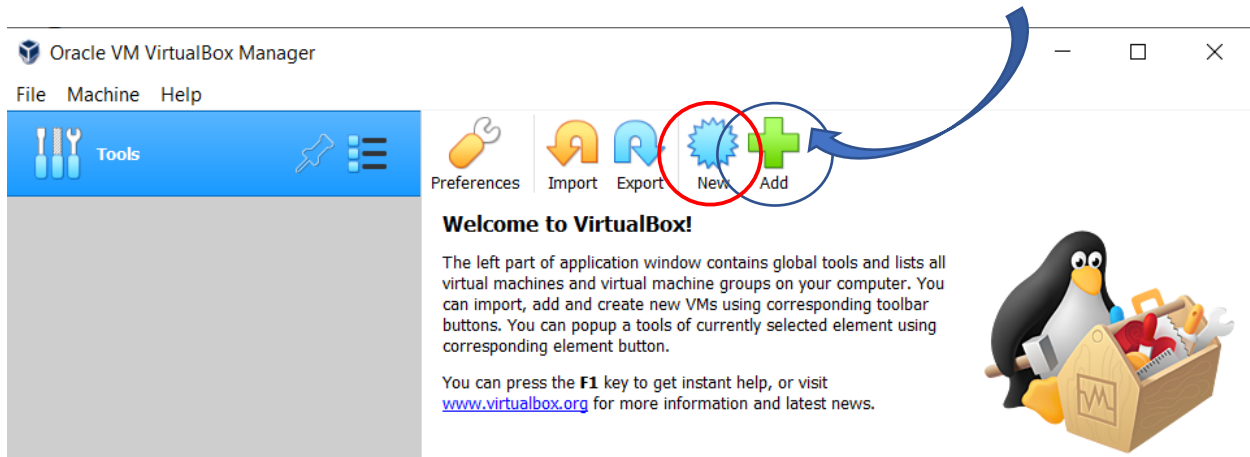 Oracle VM VirtualBox Manager
File Machine Help
Tools
Preferences Import Export New Add
Welcome to VirtualBox!
The left part of application window contains global tools and lists all
virtual machines and virtual machine groups on your computer. You
can import, add and create new VMs using corresponding toolbar
buttons. You can popup a tools of currently selected element using
corresponding element button.
You can press the F1 key to get instant help, or visit
www.virtualbox.org for more information and latest news.